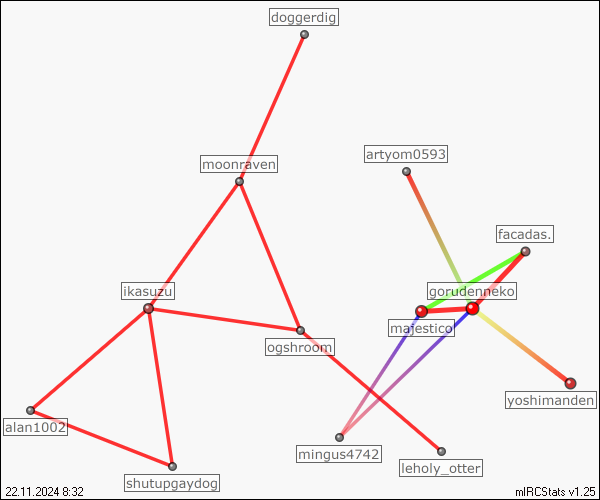 doggerdig
artyom0593
moonraven
facadas.
ikasuzu
gorudenneko
majestico
ogshroom
yoshimanden
alan1002
mingus4742
leholy_otter
shutupgaydog
22.11.2024 8:32
mIRCStats v1.25